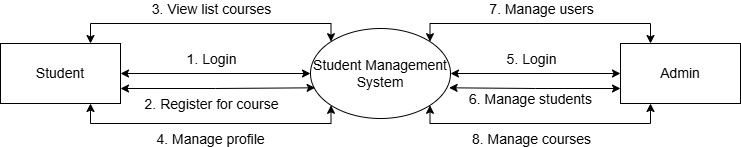 3. View list courses
7. Manage users
1. Login
5. Login
Student
Student Management
System
Admin
2. Register for course
6. Manage students
4. Manage profile
8. Manage courses